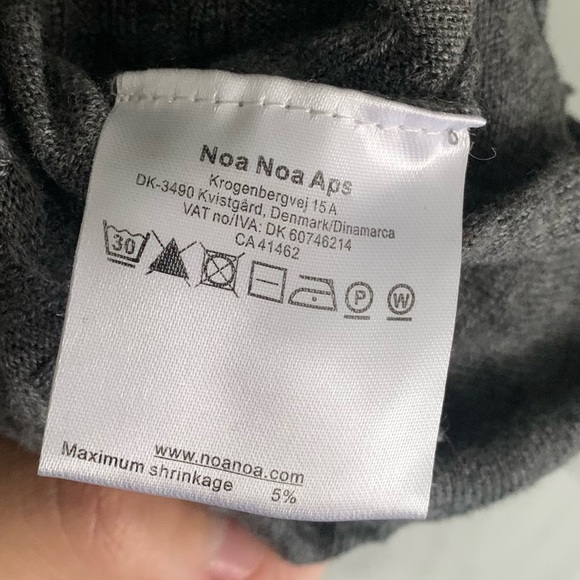 Noa Noa Aps
Krogenbergvej 15A
DK-3490 Kvistgård, Denmark/Dinamarca
VAT no/IVA: DK 60746214
CA 41462
30
P
W
www.noanoa.com
Maximum shrinkage 5%